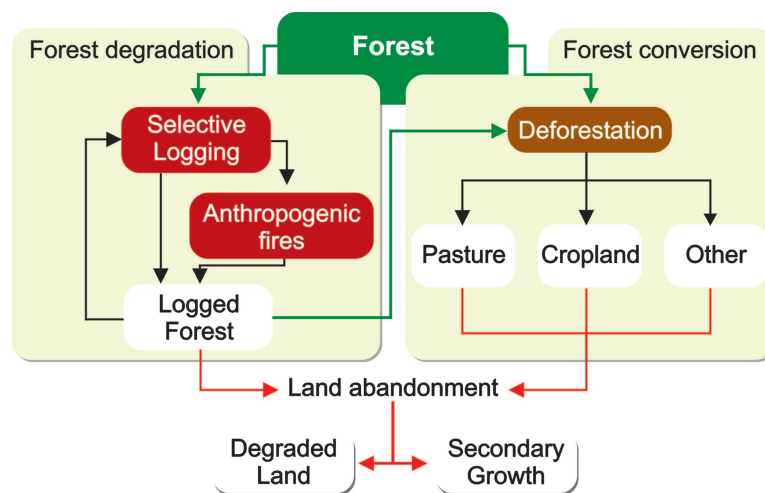 Forest degradation
Forest
Forest conversion
Selective
Logging
Deforestation
Anthropogenic
fires
Pasture
Cropland
Other
Logged
Forest
Land abandonment
Degraded
Land
Secondary
Growth